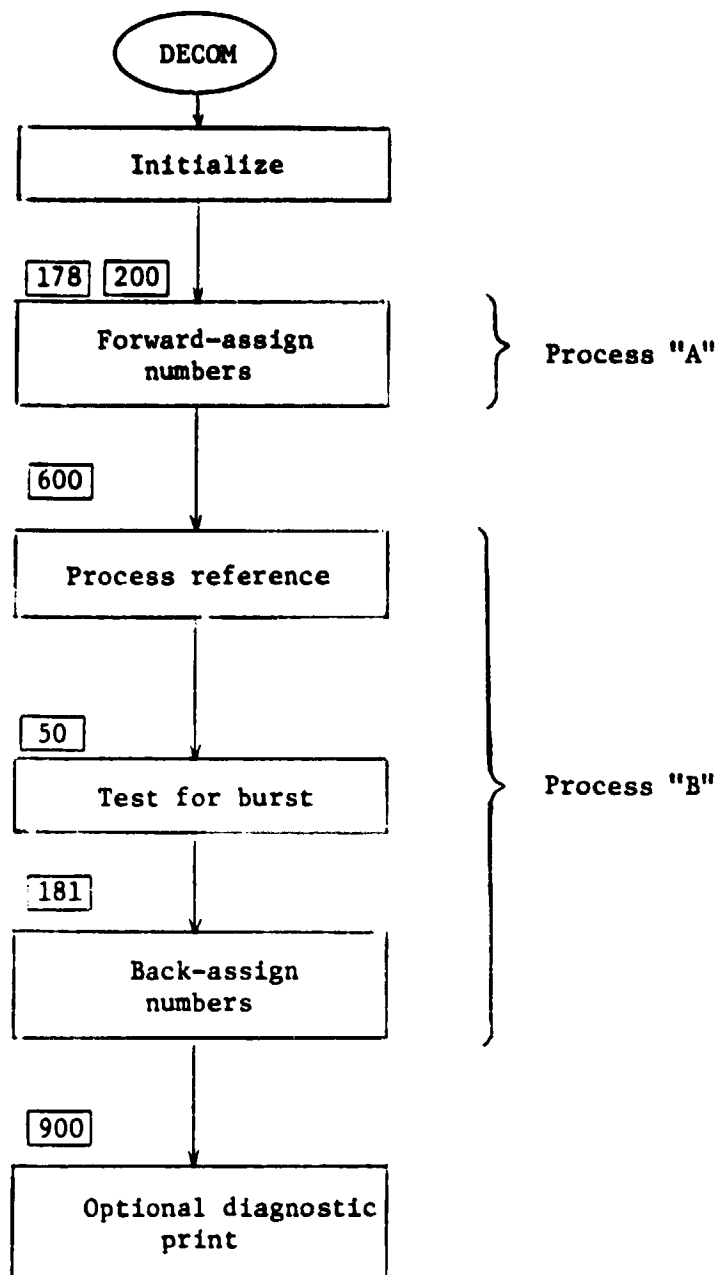 DECOM
Initialize
178 200
Forward-assign
numbers
Process "A"
600
Process reference
50
Test for burst
Process "B"
181
Back-assign
numbers
900
Optional diagnostic
print